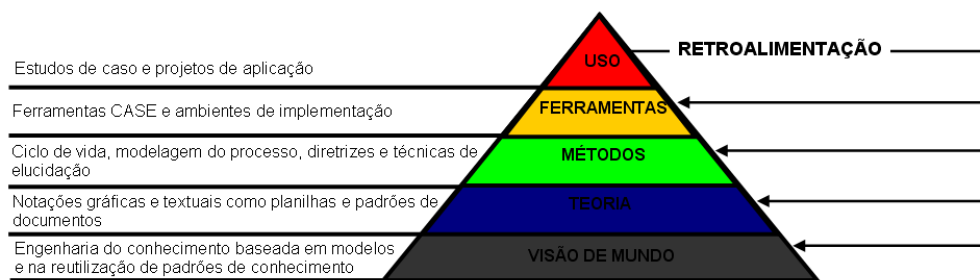 USO
RETROALIMENTAÇÃO
Estudos de caso e projetos de aplicação
Ferramentas CASE e ambientes de implementação
FERRAMENTAS
Ciclo de vida, modelagem do processo, diretrizes e técnicas de
elucidação
MÉTODOS
Notações gráficas e textuais como planilhas e padrões de
documentos
TEORIA
Engenharia do conhecimento baseada em modelos
e na reutilização de padrões de conhecimento
VISÃO DE MUNDO